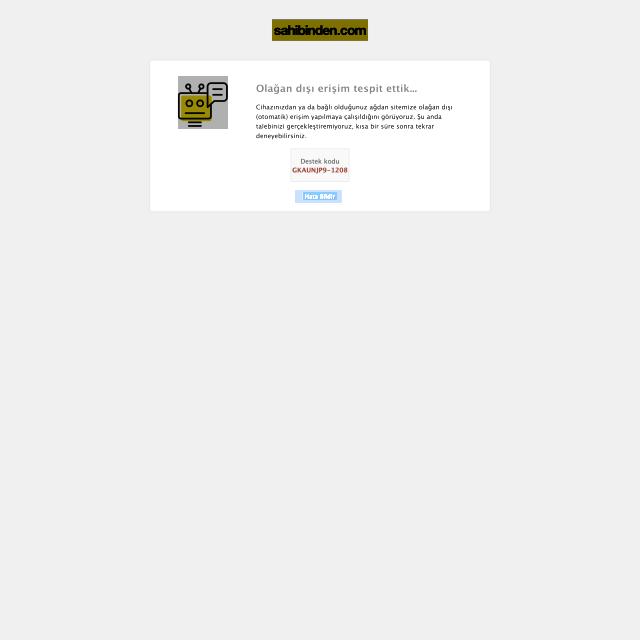 sahibinden.com
Olağan dışı erişim tespit ettik...
Cihazınızdan ya da bağlı olduğunuz ağdan sitemize olağan dışı
(otomatik) erişim yapılmaya çalışıldığını görüyoruz. Şu anda
talebinizi gerçekleştiremiyoruz, kısa bir süre sonra tekrar
deneyebilirsiniz.
Destek kodu
GKAUNJP9-1208
Hata Bildir